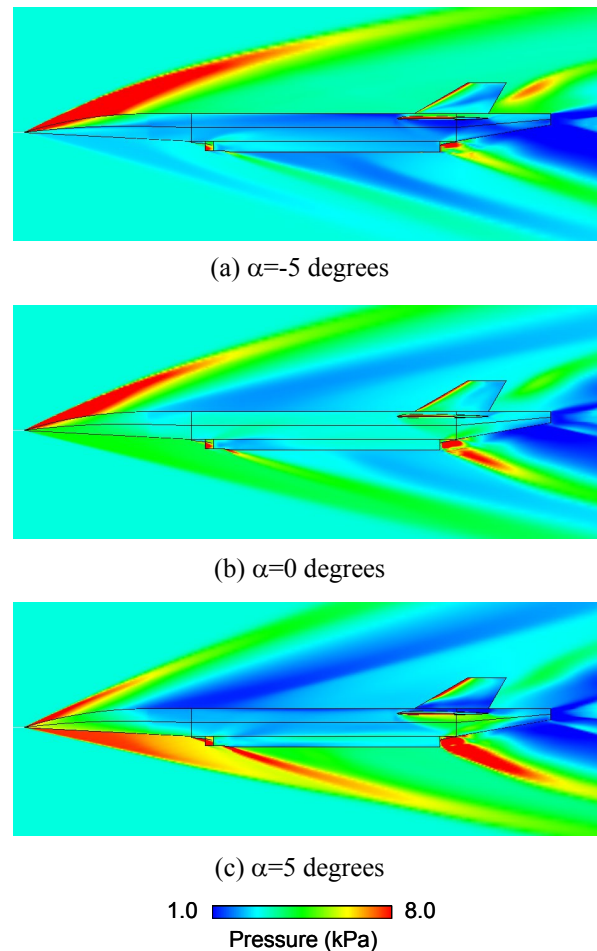 (a) α=-5 degrees
(b) α=0 degrees
(c) α=5 degrees
1.0 8.0
Pressure (kPa)